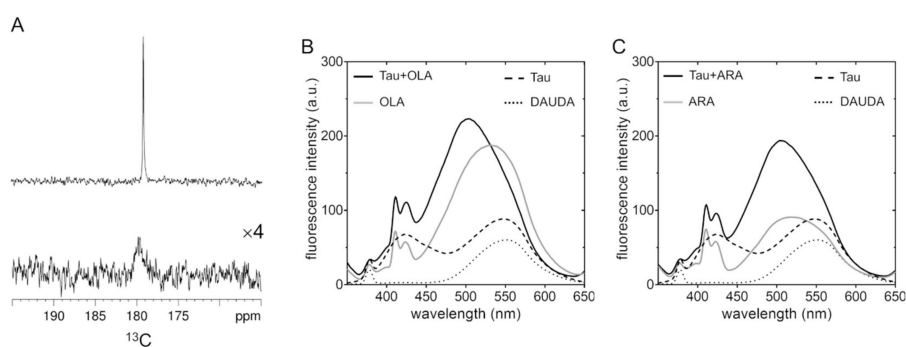 A
×4
190 185 180 175 ppm
¹³C
B
Tau+OLA Tau
OLA DAUDA
fluorescence intensity (a.u.)
300
200
100
0
400 450 500 550 600 650
wavelength (nm)
C
Tau+ARA Tau
ARA DAUDA
fluorescence intensity (a.u.)
300
200
100
0
400 450 500 550 600 650
wavelength (nm)